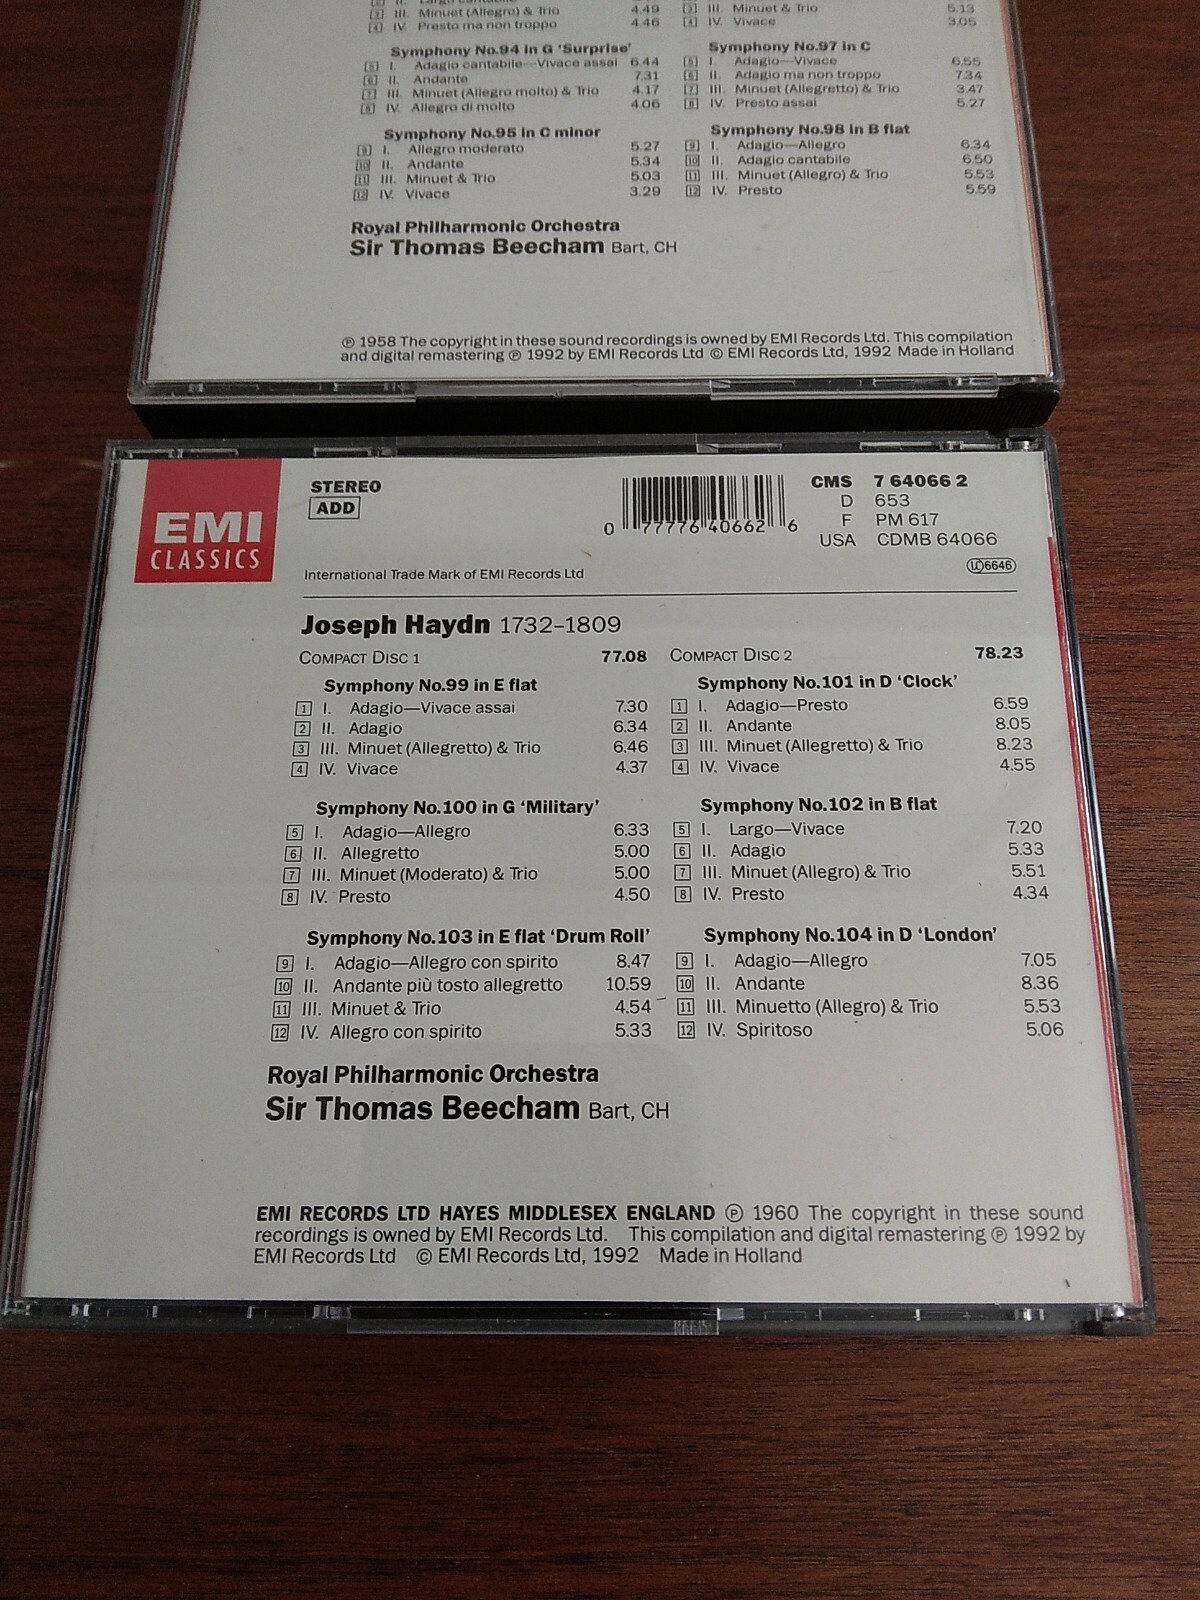 III. Minuet (Allegro) & Trio 4.49
4 IV. Presto ma non troppo 4.46
Symphony No.94 in G ‘Surprise’
5 I. Adagio cantabile—Vivace assai 6.44
6 II. Andante 7.31
7 III. Minuet (Allegro molto) & Trio 4.17
8 IV. Allegro di molto 4.06
Symphony No.95 in C minor
9 I. Allegro moderato 5.27
10 II. Andante 5.34
11 III. Minuet & Trio 5.03
12 IV. Vivace 3.29
3 III. Minuet & Trio 5.13
4 IV. Vivace 3.05
Symphony No.97 in C
5 I. Adagio—Vivace 6.55
6 II. Adagio ma non troppo 7.34
7 III. Minuet (Allegretto) & Trio 3.47
8 IV. Presto assai 5.27
Symphony No.98 in B flat
9 I. Adagio—Allegro 6.34
10 II. Adagio cantabile 6.50
11 III. Minuet (Allegro) & Trio 5.53
12 IV. Presto 5.59
Royal Philharmonic Orchestra
Sir Thomas Beecham Bart, CH
℗ 1958 The copyright in these sound recordings is owned by EMI Records Ltd. This compilation
and digital remastering ℗ 1992 by EMI Records Ltd © EMI Records Ltd, 1992 Made in Holland
EMI
CLASSICS
STEREO
ADD
0 77776 40662 6
CMS 7 64066 2
D 653
F PM 617
USA CDMB 64066
LC 6646
International Trade Mark of EMI Records Ltd
Joseph Haydn 1732–1809
COMPACT DISC 1 77.08
Symphony No.99 in E flat
1 I. Adagio—Vivace assai 7.30
2 II. Adagio 6.34
3 III. Minuet (Allegretto) & Trio 6.46
4 IV. Vivace 4.37
Symphony No.100 in G ‘Military’
5 I. Adagio—Allegro 6.33
6 II. Allegretto 5.00
7 III. Minuet (Moderato) & Trio 5.00
8 IV. Presto 4.50
Symphony No.103 in E flat ‘Drum Roll’
9 I. Adagio—Allegro con spirito 8.47
10 II. Andante più tosto allegretto 10.59
11 III. Minuet & Trio 4.54
12 IV. Allegro con spirito 5.33
COMPACT DISC 2 78.23
Symphony No.101 in D ‘Clock’
1 I. Adagio—Presto 6.59
2 II. Andante 8.05
3 III. Minuet (Allegretto) & Trio 8.23
4 IV. Vivace 4.55
Symphony No.102 in B flat
5 I. Largo—Vivace 7.20
6 II. Adagio 5.33
7 III. Minuet (Allegro) & Trio 5.51
8 IV. Presto 4.34
Symphony No.104 in D ‘London’
9 I. Adagio—Allegro 7.05
10 II. Andante 8.36
11 III. Minuetto (Allegro) & Trio 5.53
12 IV. Spiritoso 5.06
Royal Philharmonic Orchestra
Sir Thomas Beecham Bart, CH
EMI RECORDS LTD HAYES MIDDLESEX ENGLAND ℗ 1960 The copyright in these sound
recordings is owned by EMI Records Ltd. This compilation and digital remastering ℗ 1992 by
EMI Records Ltd © EMI Records Ltd, 1992 Made in Holland